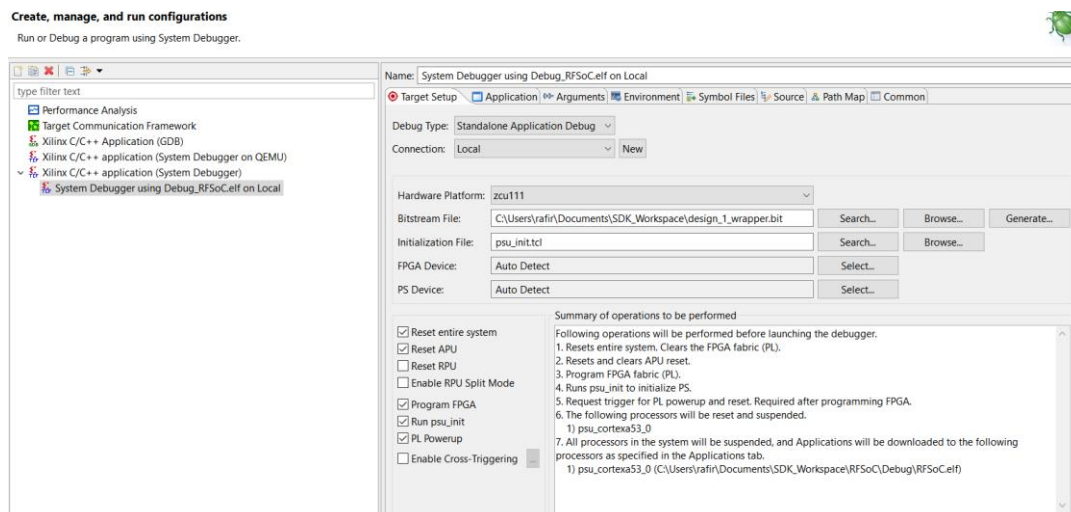 Create, manage, and run configurations
Run or Debug a program using System Debugger.
type filter text
Performance Analysis
Target Communication Framework
Xilinx C/C++ Application (GDB)
Xilinx C/C++ application (System Debugger on QEMU)
Xilinx C/C++ application (System Debugger)
System Debugger using Debug_RFSoC.elf on Local
Name: System Debugger using Debug_RFSoC.elf on Local
Target Setup Application Arguments Environment Symbol Files Source Path Map Common
Debug Type: Standalone Application Debug
Connection: Local New
Hardware Platform: zcu111
Bitstream File: C:\Users\rafir\Documents\SDK_Workspace\design_1_wrapper.bit Search... Browse... Generate...
Initialization File: psu_init.tcl Search... Browse...
FPGA Device: Auto Detect Select...
PS Device: Auto Detect Select...
Reset entire system
Reset APU
Reset RPU
Enable RPU Split Mode
Program FPGA
Run psu_init
PL Powerup
Enable Cross-Triggering ...
Summary of operations to be performed
Following operations will be performed before launching the debugger.
1. Resets entire system. Clears the FPGA fabric (PL).
2. Resets and clears APU reset.
3. Program FPGA fabric (PL).
4. Runs psu_init to initialize PS.
5. Request trigger for PL powerup and reset. Required after programming FPGA.
6. The following processors will be reset and suspended.
1) psu_cortexa53_0
7. All processors in the system will be suspended, and Applications will be downloaded to the following
processors as specified in the Applications tab.
1) psu_cortexa53_0 (C:\Users\rafir\Documents\SDK_Workspace\RFSoC\Debug\RFSoC.elf)